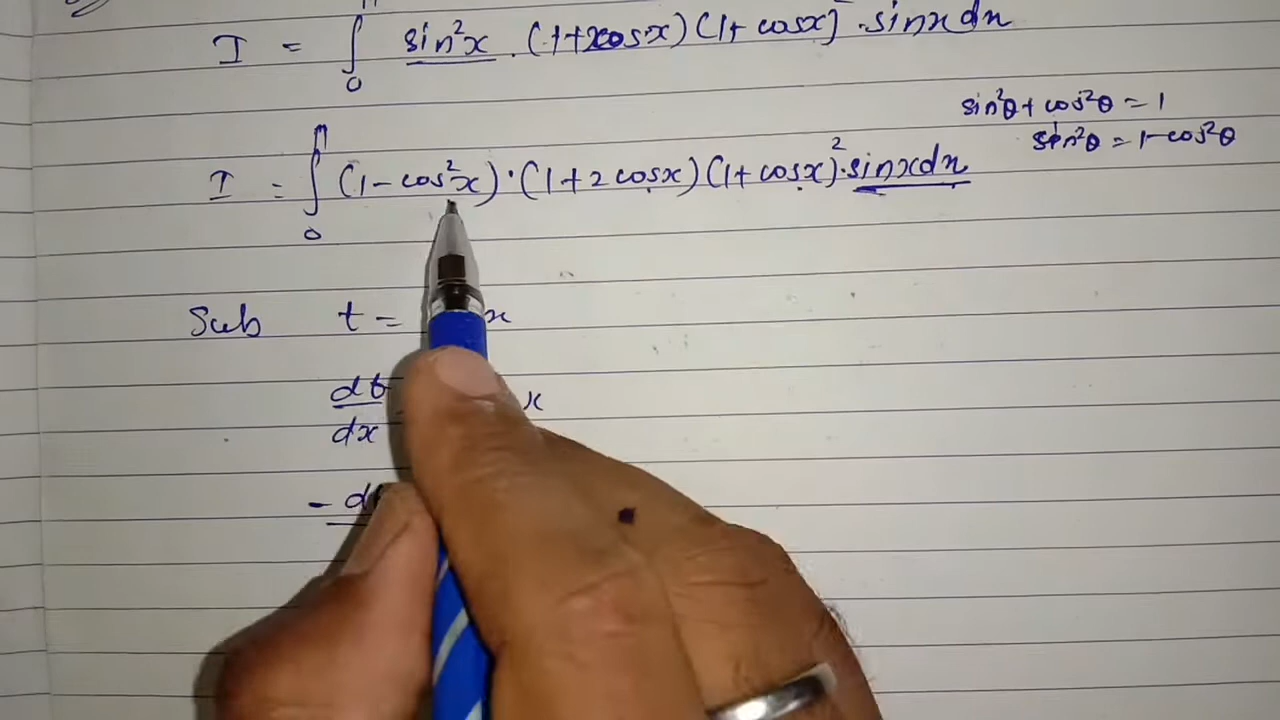 I = ∫₀ sin²x . (1+2cosx) (1+ cosx)² . sinx dx
sin²θ + cos²θ = 1
sin²θ = 1-cos²θ
I = ∫₀^π (1-cos²x) · (1+2cosx) (1+cosx)² . sinx dx
Sub t = x
dt
dx x
- d